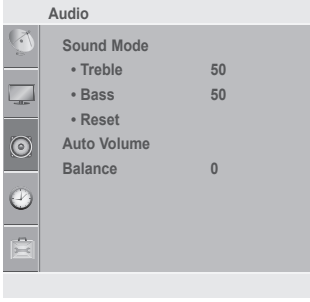 Audio
Sound Mode
• Treble 50
• Bass 50
• Reset
Auto Volume
Balance 0